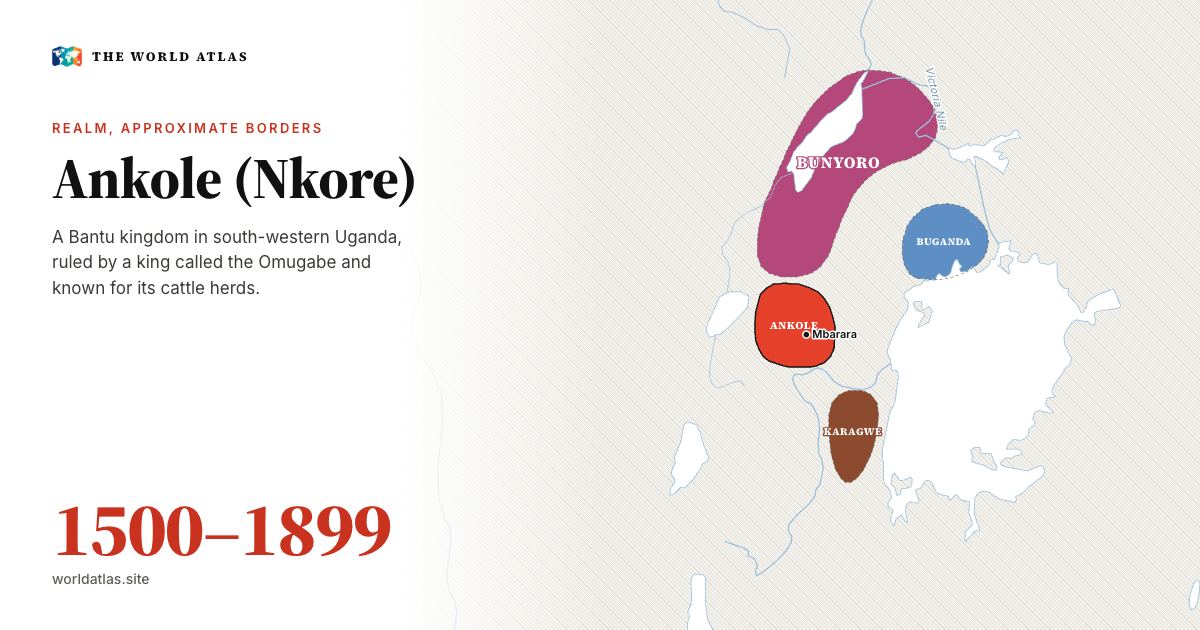 THE WORLD ATLAS
REALM, APPROXIMATE BORDERS
Ankole (Nkore)
A Bantu kingdom in south-western Uganda,
ruled by a king called the Omugabe and
known for its cattle herds.
1500–1899
worldatlas.site
Victoria Nile
BUNYORO
BUGANDA
ANKOLE
Mbarara
KARAGWE